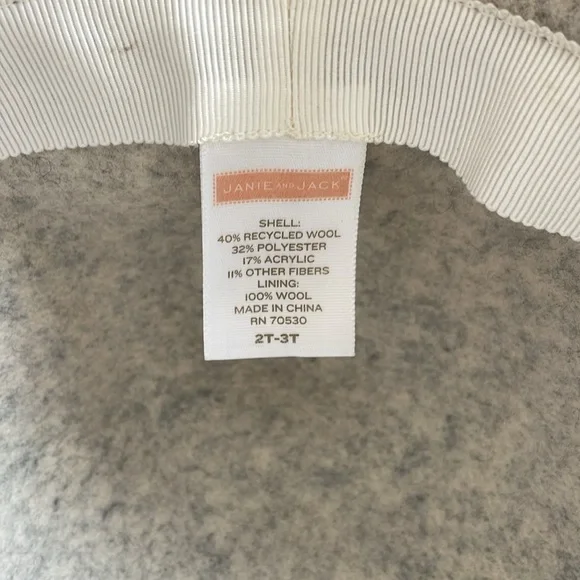 JANIE AND JACK
SHELL:
40% RECYCLED WOOL
32% POLYESTER
17% ACRYLIC
11% OTHER FIBERS
LINING:
100% WOOL
MADE IN CHINA
RN 70530
2T-3T